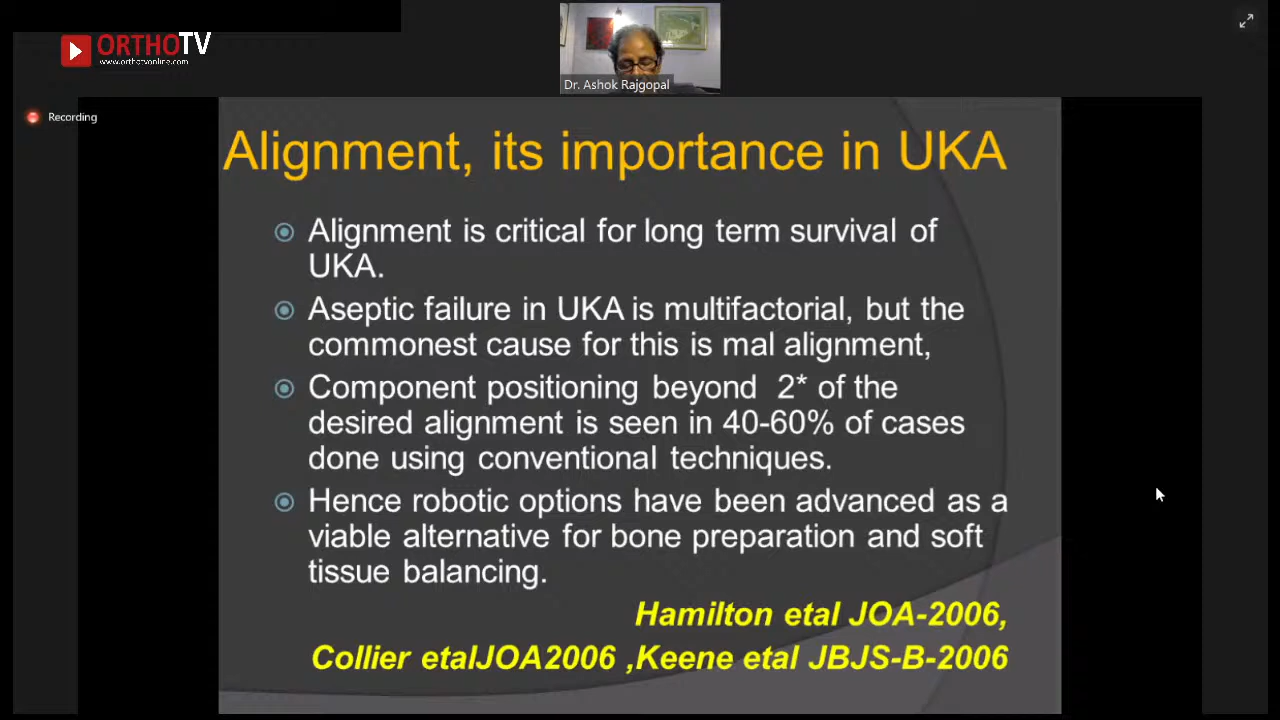 ORTHOTV
www.orthotvonline.com
Dr. Ashok Rajgopal
Recording
Alignment, its importance in UKA
Alignment is critical for long term survival of
UKA.
Aseptic failure in UKA is multifactorial, but the
commonest cause for this is mal alignment,
Component positioning beyond 2* of the
desired alignment is seen in 40-60% of cases
done using conventional techniques.
Hence robotic options have been advanced as a
viable alternative for bone preparation and soft
tissue balancing.
Hamilton etal JOA-2006,
Collier etalJOA2006 ,Keene etal JBJS-B-2006